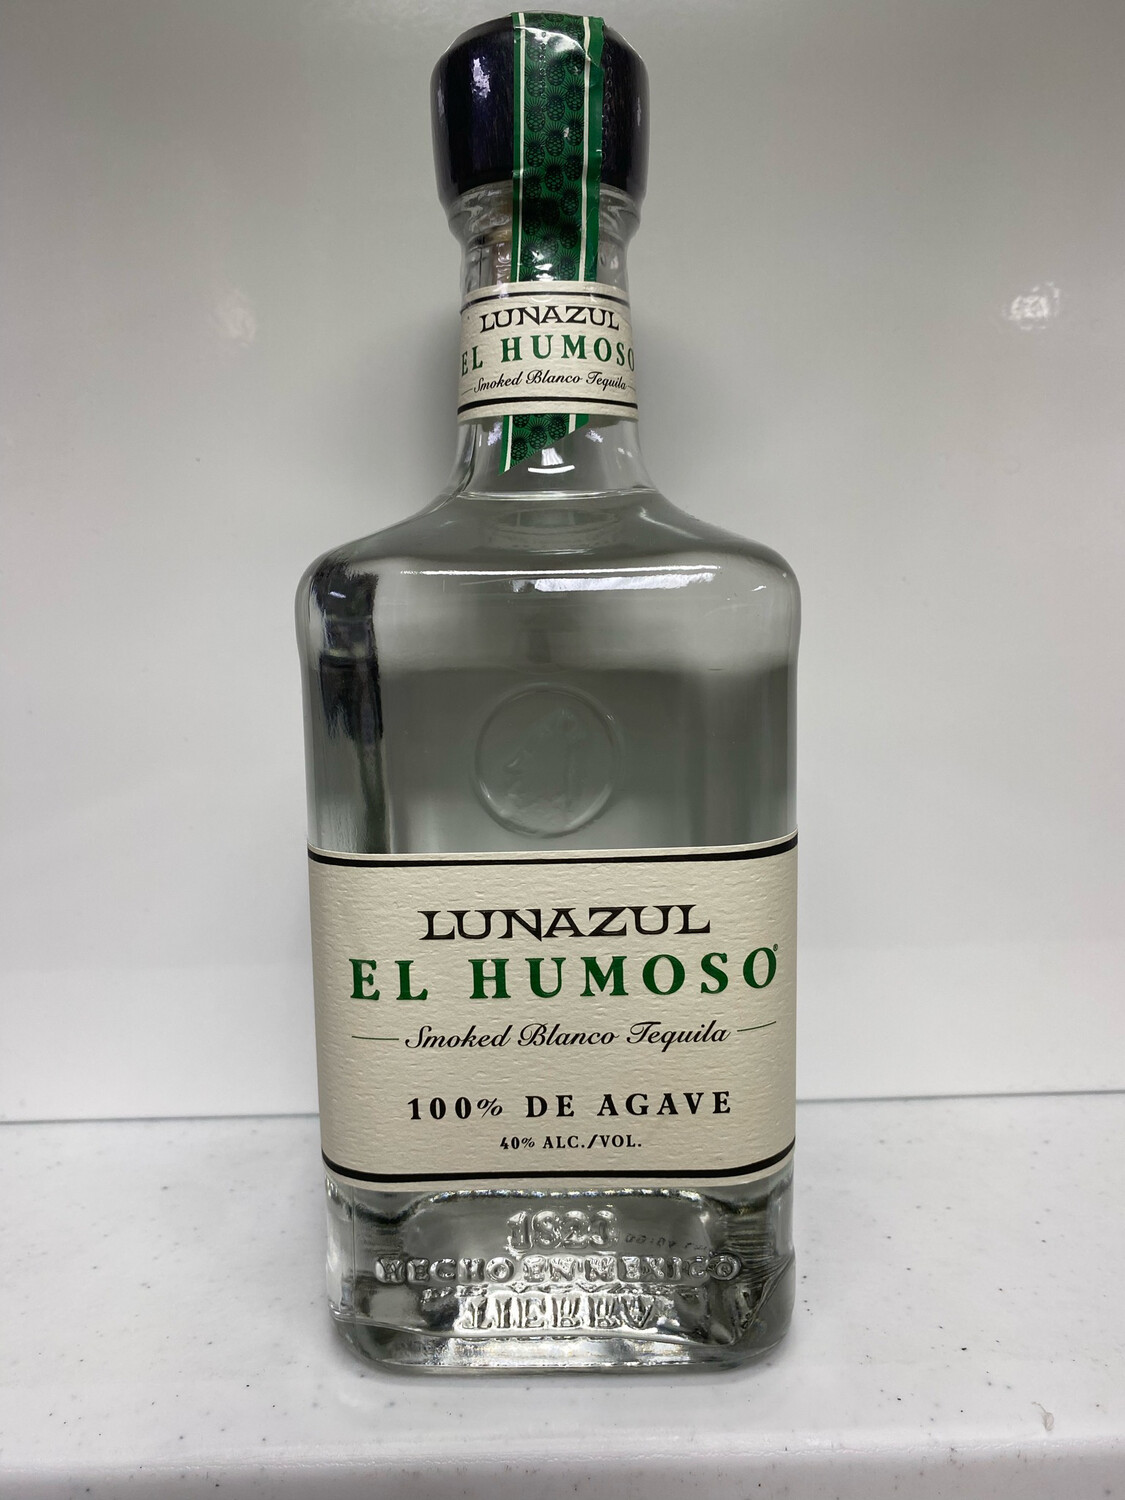 LUNAZUL
EL HUMOSO
Smoked Blanco Tequila
LUNAZUL
EL HUMOSO®
Smoked Blanco Tequila
100% DE AGAVE
40% ALC./VOL.
HECHO EN MEXICO
TIERRA